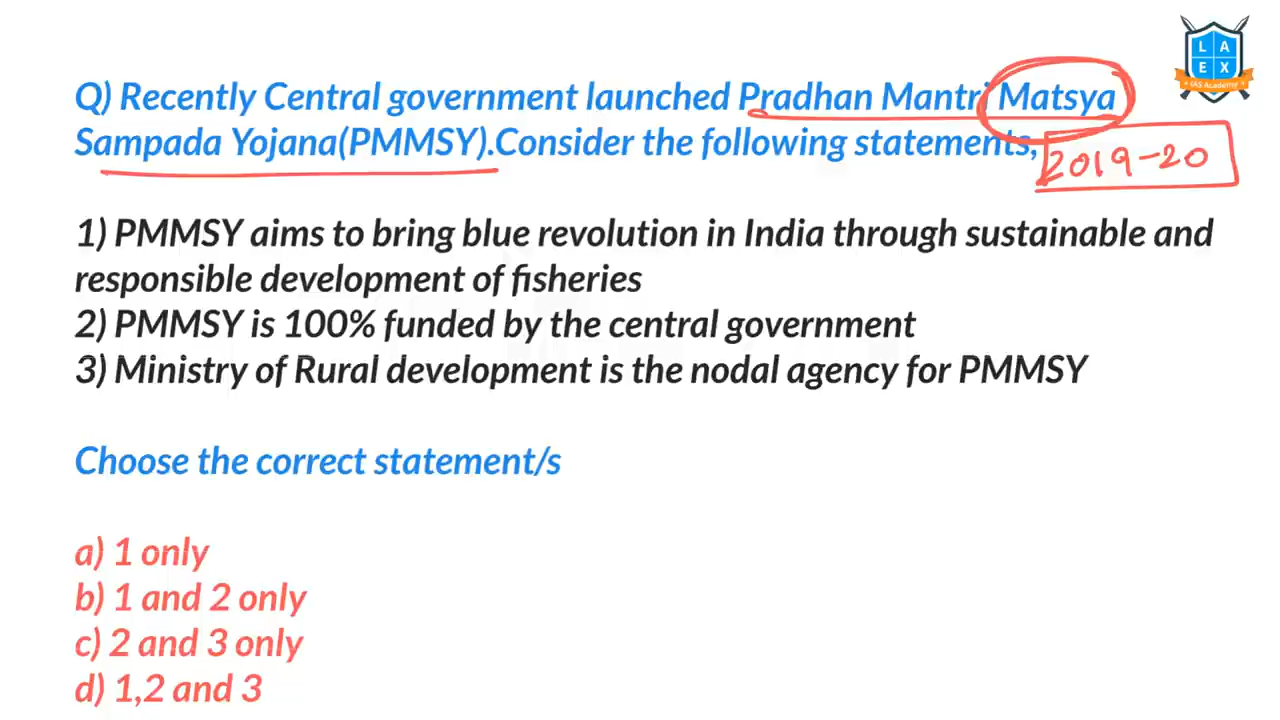 L A
E X
IAS Academy
Q) Recently Central government launched Pradhan Mantri Matsya
Sampada Yojana(PMMSY).Consider the following statements,
2019-20
1) PMMSY aims to bring blue revolution in India through sustainable and
responsible development of fisheries
2) PMMSY is 100% funded by the central government
3) Ministry of Rural development is the nodal agency for PMMSY
Choose the correct statement/s
a) 1 only
b) 1 and 2 only
c) 2 and 3 only
d) 1,2 and 3